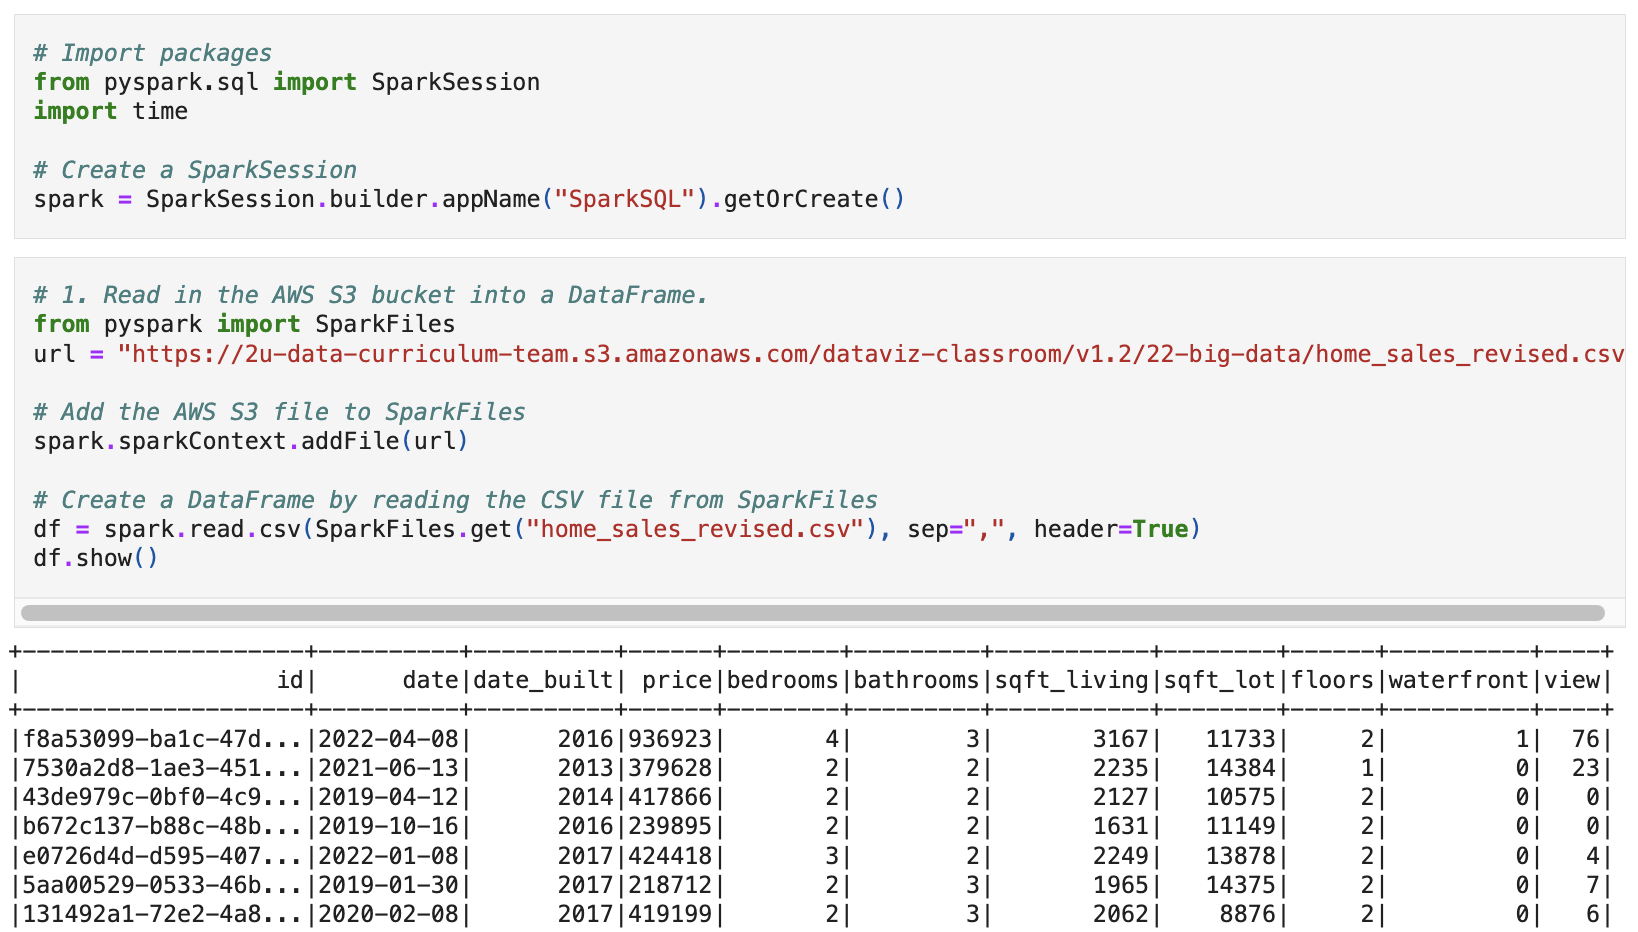 # Import packages
from pyspark.sql import SparkSession
import time
# Create a SparkSession
spark = SparkSession.builder.appName("SparkSQL").getOrCreate()
# 1. Read in the AWS S3 bucket into a DataFrame.
from pyspark import SparkFiles
url = "https://2u-data-curriculum-team.s3.amazonaws.com/dataviz-classroom/v1.2/22-big-data/home_sales_revised.csv
# Add the AWS S3 file to SparkFiles
spark.sparkContext.addFile(url)
# Create a DataFrame by reading the CSV file from SparkFiles
df = spark.read.csv(SparkFiles.get("home_sales_revised.csv"), sep=",", header=True)
df.show()
+--------------------+----------+----------+------+--------+---------+-----------+--------+------+----------+----+
|                  id|      date|date_built| price|bedrooms|bathrooms|sqft_living|sqft_lot|floors|waterfront|view|
+--------------------+----------+----------+------+--------+---------+-----------+--------+------+----------+----+
|f8a53099-ba1c-47d...|2022-04-08|      2016|936923|       4|        3|       3167|   11733|     2|         1|  76|
|7530a2d8-1ae3-451...|2021-06-13|      2013|379628|       2|        2|       2235|   14384|     1|         0|  23|
|43de979c-0bf0-4c9...|2019-04-12|      2014|417866|       2|        2|       2127|   10575|     2|         0|   0|
|b672c137-b88c-48b...|2019-10-16|      2016|239895|       2|        2|       1631|   11149|     2|         0|   0|
|e0726d4d-d595-407...|2022-01-08|      2017|424418|       3|        2|       2249|   13878|     2|         0|   4|
|5aa00529-0533-46b...|2019-01-30|      2017|218712|       2|        3|       1965|   14375|     2|         0|   7|
|131492a1-72e2-4a8...|2020-02-08|      2017|419199|       2|        3|       2062|    8876|     2|         0|   6|